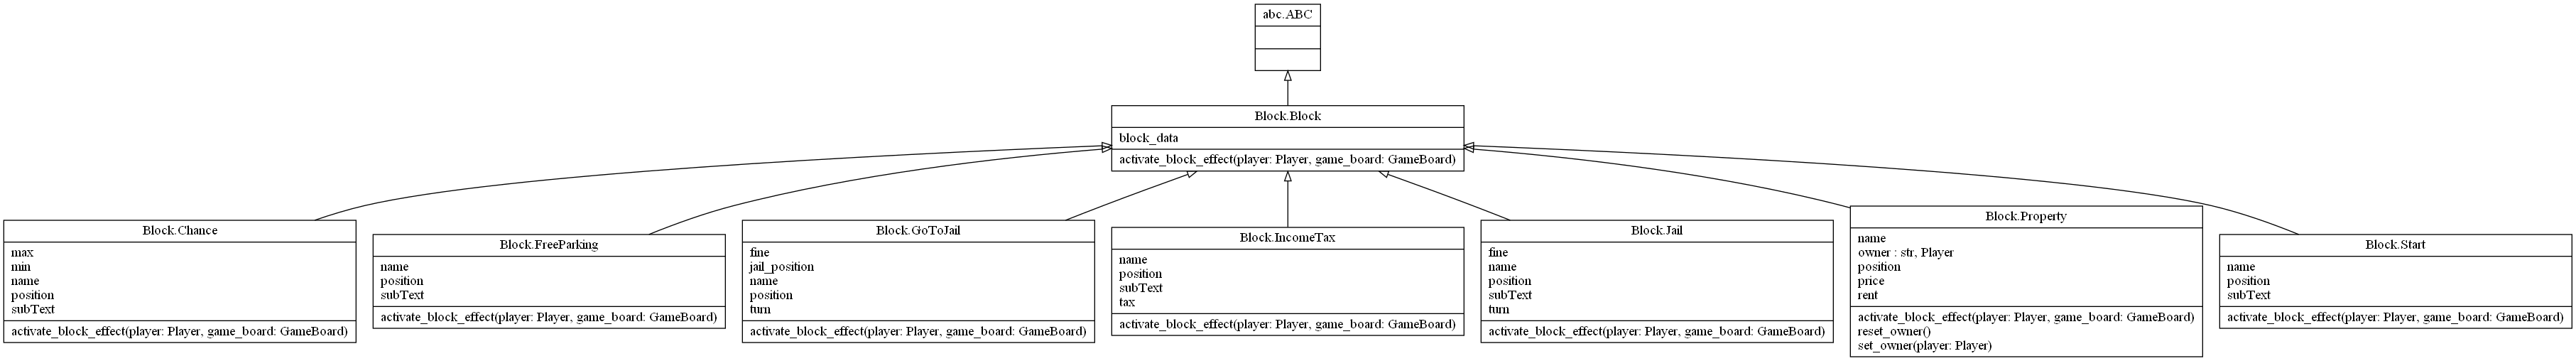 abc.ABC
Block.Block
block_data
activate_block_effect(player: Player, game_board: GameBoard)
Block.Chance
max
min
name
position
subText
activate_block_effect(player: Player, game_board: GameBoard)
Block.FreeParking
name
position
subText
activate_block_effect(player: Player, game_board: GameBoard)
Block.GoToJail
fine
jail_position
name
position
turn
activate_block_effect(player: Player, game_board: GameBoard)
Block.IncomeTax
name
position
subText
tax
activate_block_effect(player: Player, game_board: GameBoard)
Block.Jail
fine
name
position
subText
turn
activate_block_effect(player: Player, game_board: GameBoard)
Block.Property
name
owner : str, Player
position
price
rent
activate_block_effect(player: Player, game_board: GameBoard)
reset_owner()
set_owner(player: Player)
Block.Start
name
position
subText
activate_block_effect(player: Player, game_board: GameBoard)